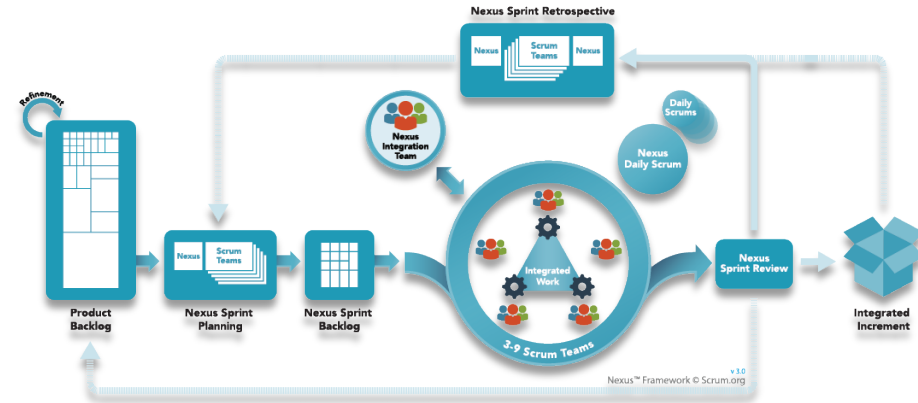 Nexus Sprint Retrospective
Nexus
Scrum
Teams
Nexus
Refinement
Nexus
Integration
Team
Daily
Scrums
Nexus
Daily Scrum
Nexus
Scrum
Teams
Integrated
Work
Nexus
Sprint Review
Product
Backlog
Nexus Sprint
Planning
Nexus Sprint
Backlog
3-9 Scrum Teams
Integrated
Increment
v 3.0
Nexus™ Framework © Scrum.org